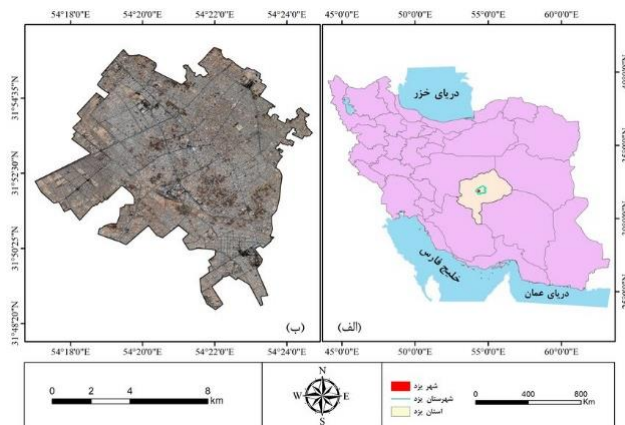 54°18'0"E 54°20'0"E 54°22'0"E 54°24'0"E
45°0'0"E 50°0'0"E 55°0'0"E 60°0'0"E
31°54'35"N
31°52'30"N
31°50'25"N
31°48'20"N
دریای خزر
خلیج فارس
دریای عمان
(ب)
(الف)
54°18'0"E 54°20'0"E 54°22'0"E 54°24'0"E
45°0'0"E 50°0'0"E 55°0'0"E 60°0'0"E
0 2 4 8
Km
N
W E
S
شهر یزد
شهرستان یزد
استان یزد
0 400 800
Km